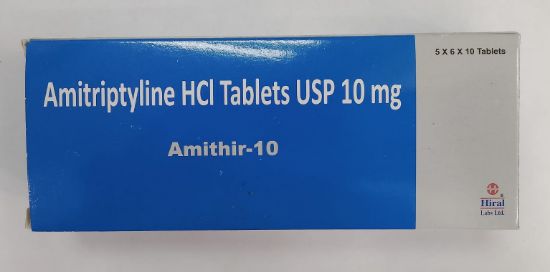 5 X 6 X 10 Tablets
Amitriptyline HCl Tablets USP 10 mg
Amithir-10
H
®
Hiral
Labs Ltd.